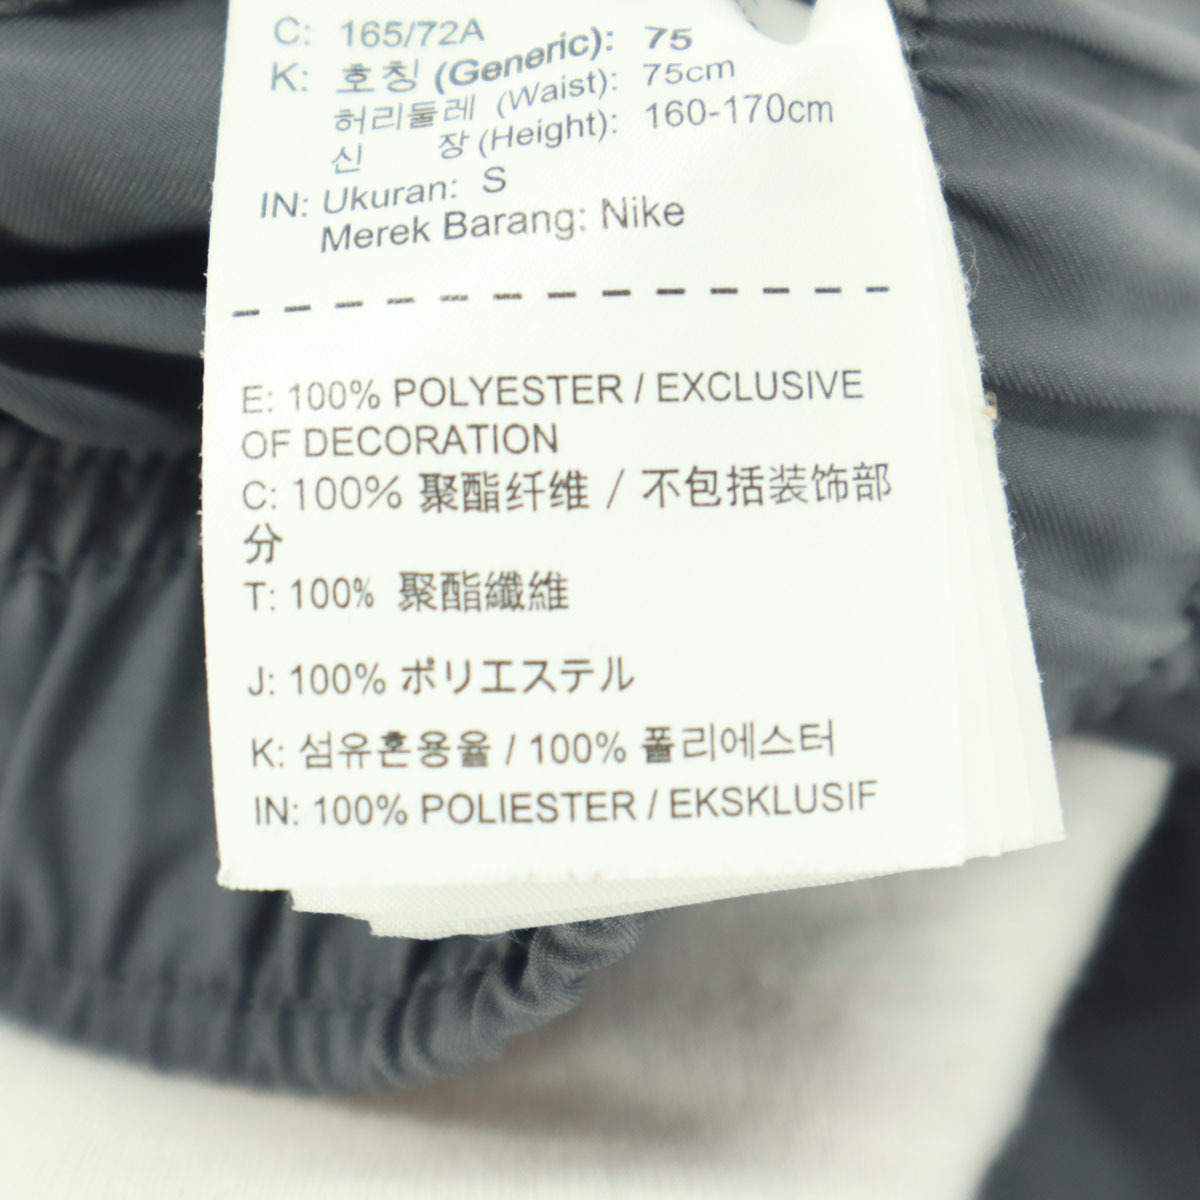 C: 165/72A
K: 호칭 (Generic): 75
허리둘레 (Waist): 75cm
신 장 (Height): 160-170cm
IN: Ukuran: S
Merek Barang: Nike
E: 100% POLYESTER / EXCLUSIVE
OF DECORATION
C: 100% 聚酯纤维 / 不包括装饰部
分
T: 100% 聚酯纖維
J: 100% ポリエステル
K: 섬유혼용율 / 100% 폴리에스터
IN: 100% POLIESTER / EKSKLUSIF